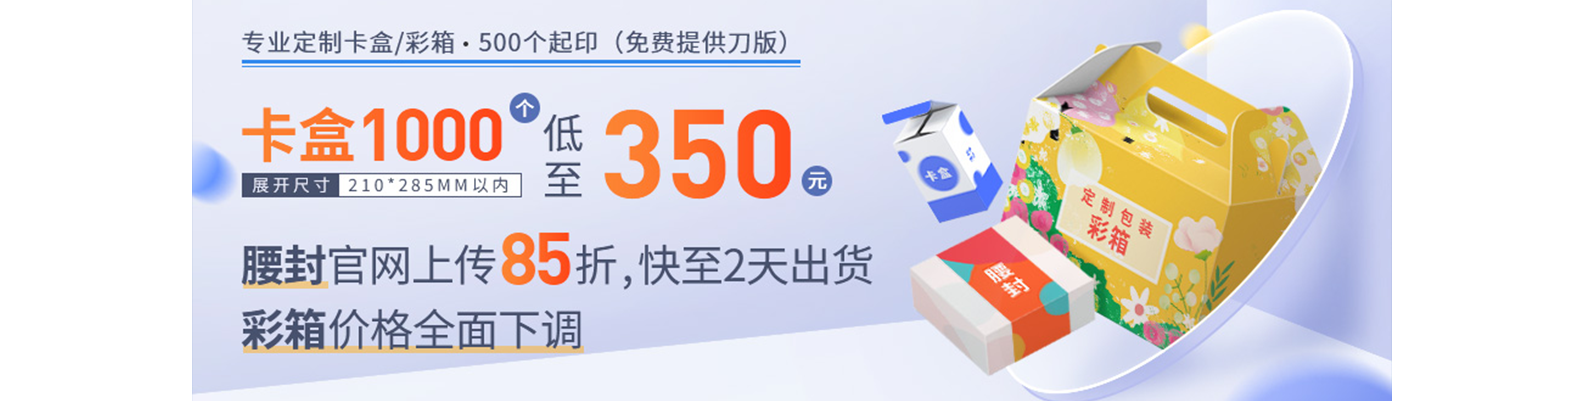 专业定制卡盒/彩箱·500个起印（免费提供刀版）
卡盒1000个
展开尺寸 210*285MM以内
低至350元
腰封官网上传85折,快至2天出货
彩箱价格全面下调
卡盒
定制包装
彩箱
腰封